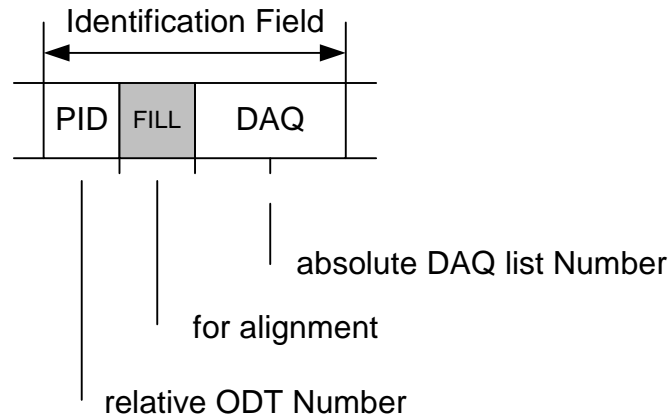 Identification Field
PID FILL DAQ
absolute DAQ list Number
for alignment
relative ODT Number